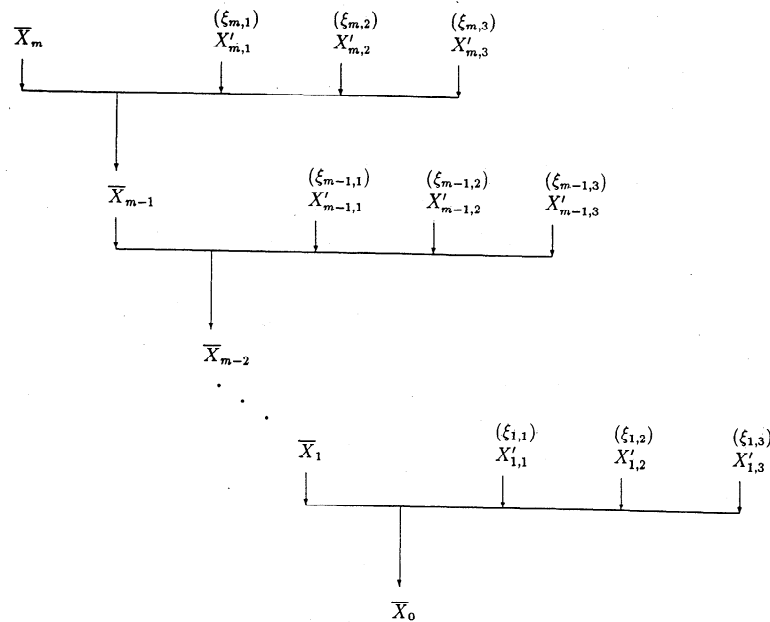 (ξ_{m,1}) (ξ_{m,2}) (ξ_{m,3})
X̅_m X′_{m,1} X′_{m,2} X′_{m,3}
(ξ_{m−1,1}) (ξ_{m−1,2}) (ξ_{m−1,3})
X̅_{m−1} X′_{m−1,1} X′_{m−1,2} X′_{m−1,3}
X̅_{m−2}
(ξ_{1,1}) (ξ_{1,2}) (ξ_{1,3})
X̅_1 X′_{1,1} X′_{1,2} X′_{1,3}
X̅_0